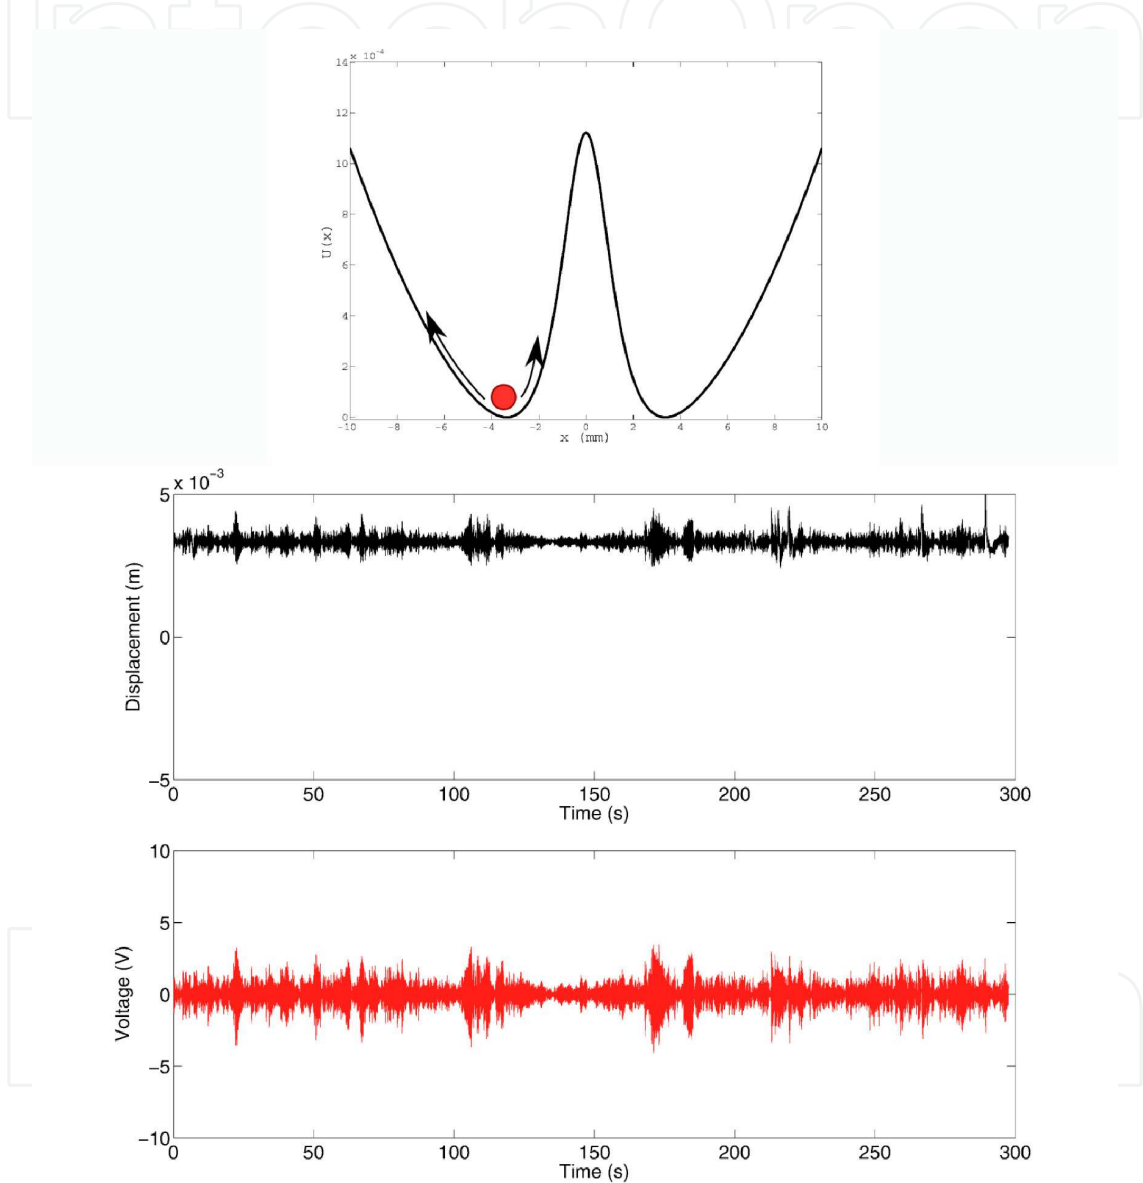 IntechOpen
× 10⁻⁴
14
12
10
8
6
4
2
0
U(x)
-10 -8 -6 -4 -2 0 2 4 6 8 10
x (mm)
x 10⁻³
5
0
−5
Displacement (m)
0 50 100 150 200 250 300
Time (s)
10
5
0
−5
−10
Voltage (V)
0 50 100 150 200 250 300
Time (s)